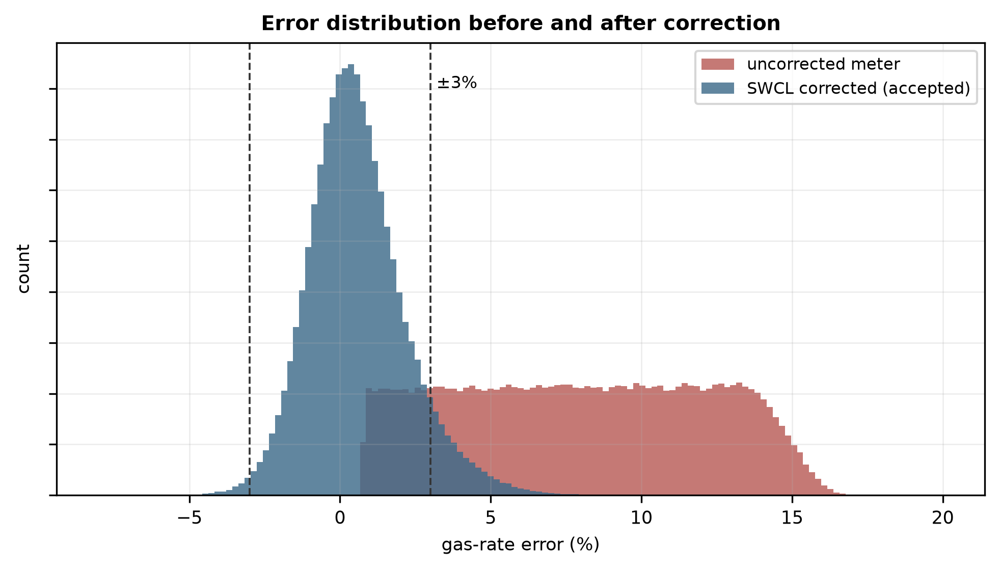 Error distribution before and after correction
uncorrected meter
SWCL corrected (accepted)
±3%
count
−5
0
5
10
15
20
gas-rate error (%)